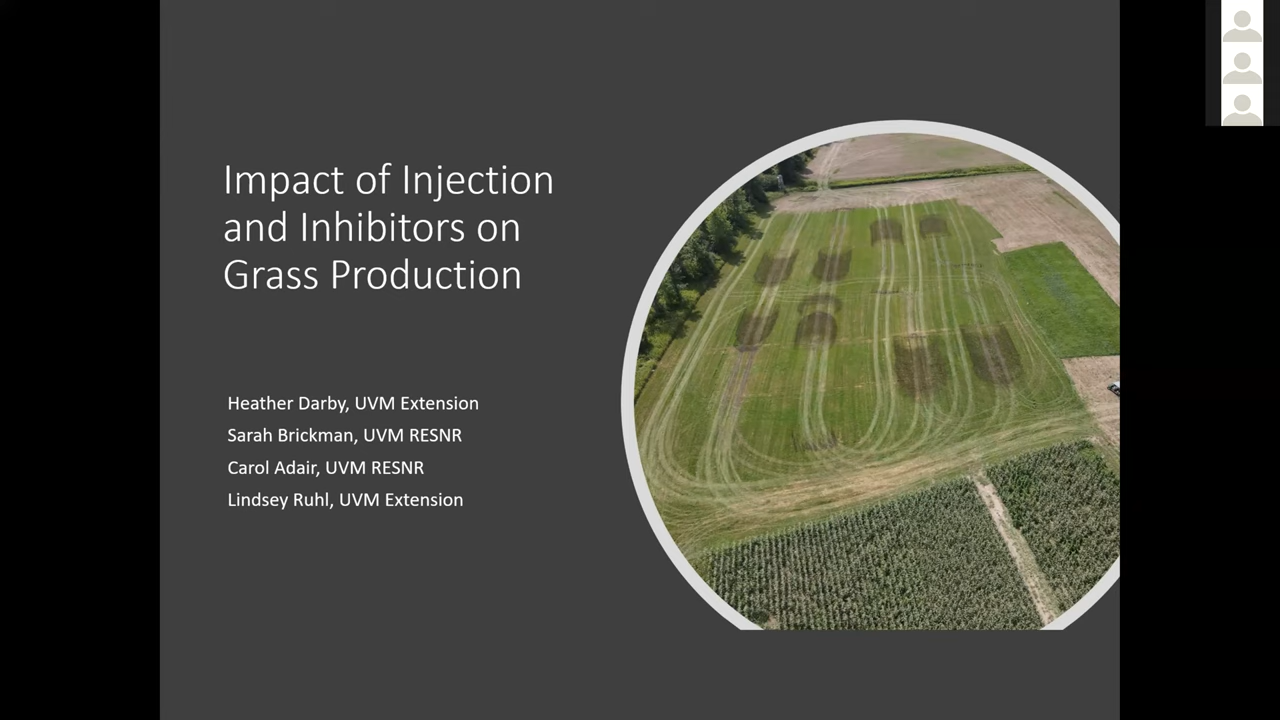 Impact of Injection
and Inhibitors on
Grass Production
Heather Darby, UVM Extension
Sarah Brickman, UVM RESNR
Carol Adair, UVM RESNR
Lindsey Ruhl, UVM Extension